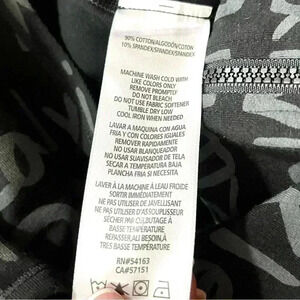 90% COTTON/ALGODÓN/COTON
10% SPANDEX/SPANDEX/SPANDEX
MACHINE WASH COLD WITH
LIKE COLORS ONLY
REMOVE PROMPTLY
DO NOT BLEACH
DO NOT USE FABRIC SOFTENER
TUMBLE DRY LOW
COOL IRON WHEN NEEDED
LAVAR A MAQUINA CON AGUA
FRIA Y CON COLORES IGUALES
REMOVER RAPIDAMENTE
NO USAR BLANQUEADOR
NO USAR SUAVISADOR DE TELA
SECAR A TEMPERATURA BAJA
PLANCHA FRIA SI NECESITA
LAVER À LA MACHINE À L'EAU FROIDE
SORTIR IMMÉDIATEMENT
NE PAS UTILISER DE JAVELLISANT
NE PAS UTILISER D'ASSOUPLISSEUR
SÉCHER PAR CULBUTAGE À
BASSE TEMPÉRATURE
REPASSER, AU BESOIN À
TRÈS BASSE TEMPÉRATURE
RN#54163
CA#57151